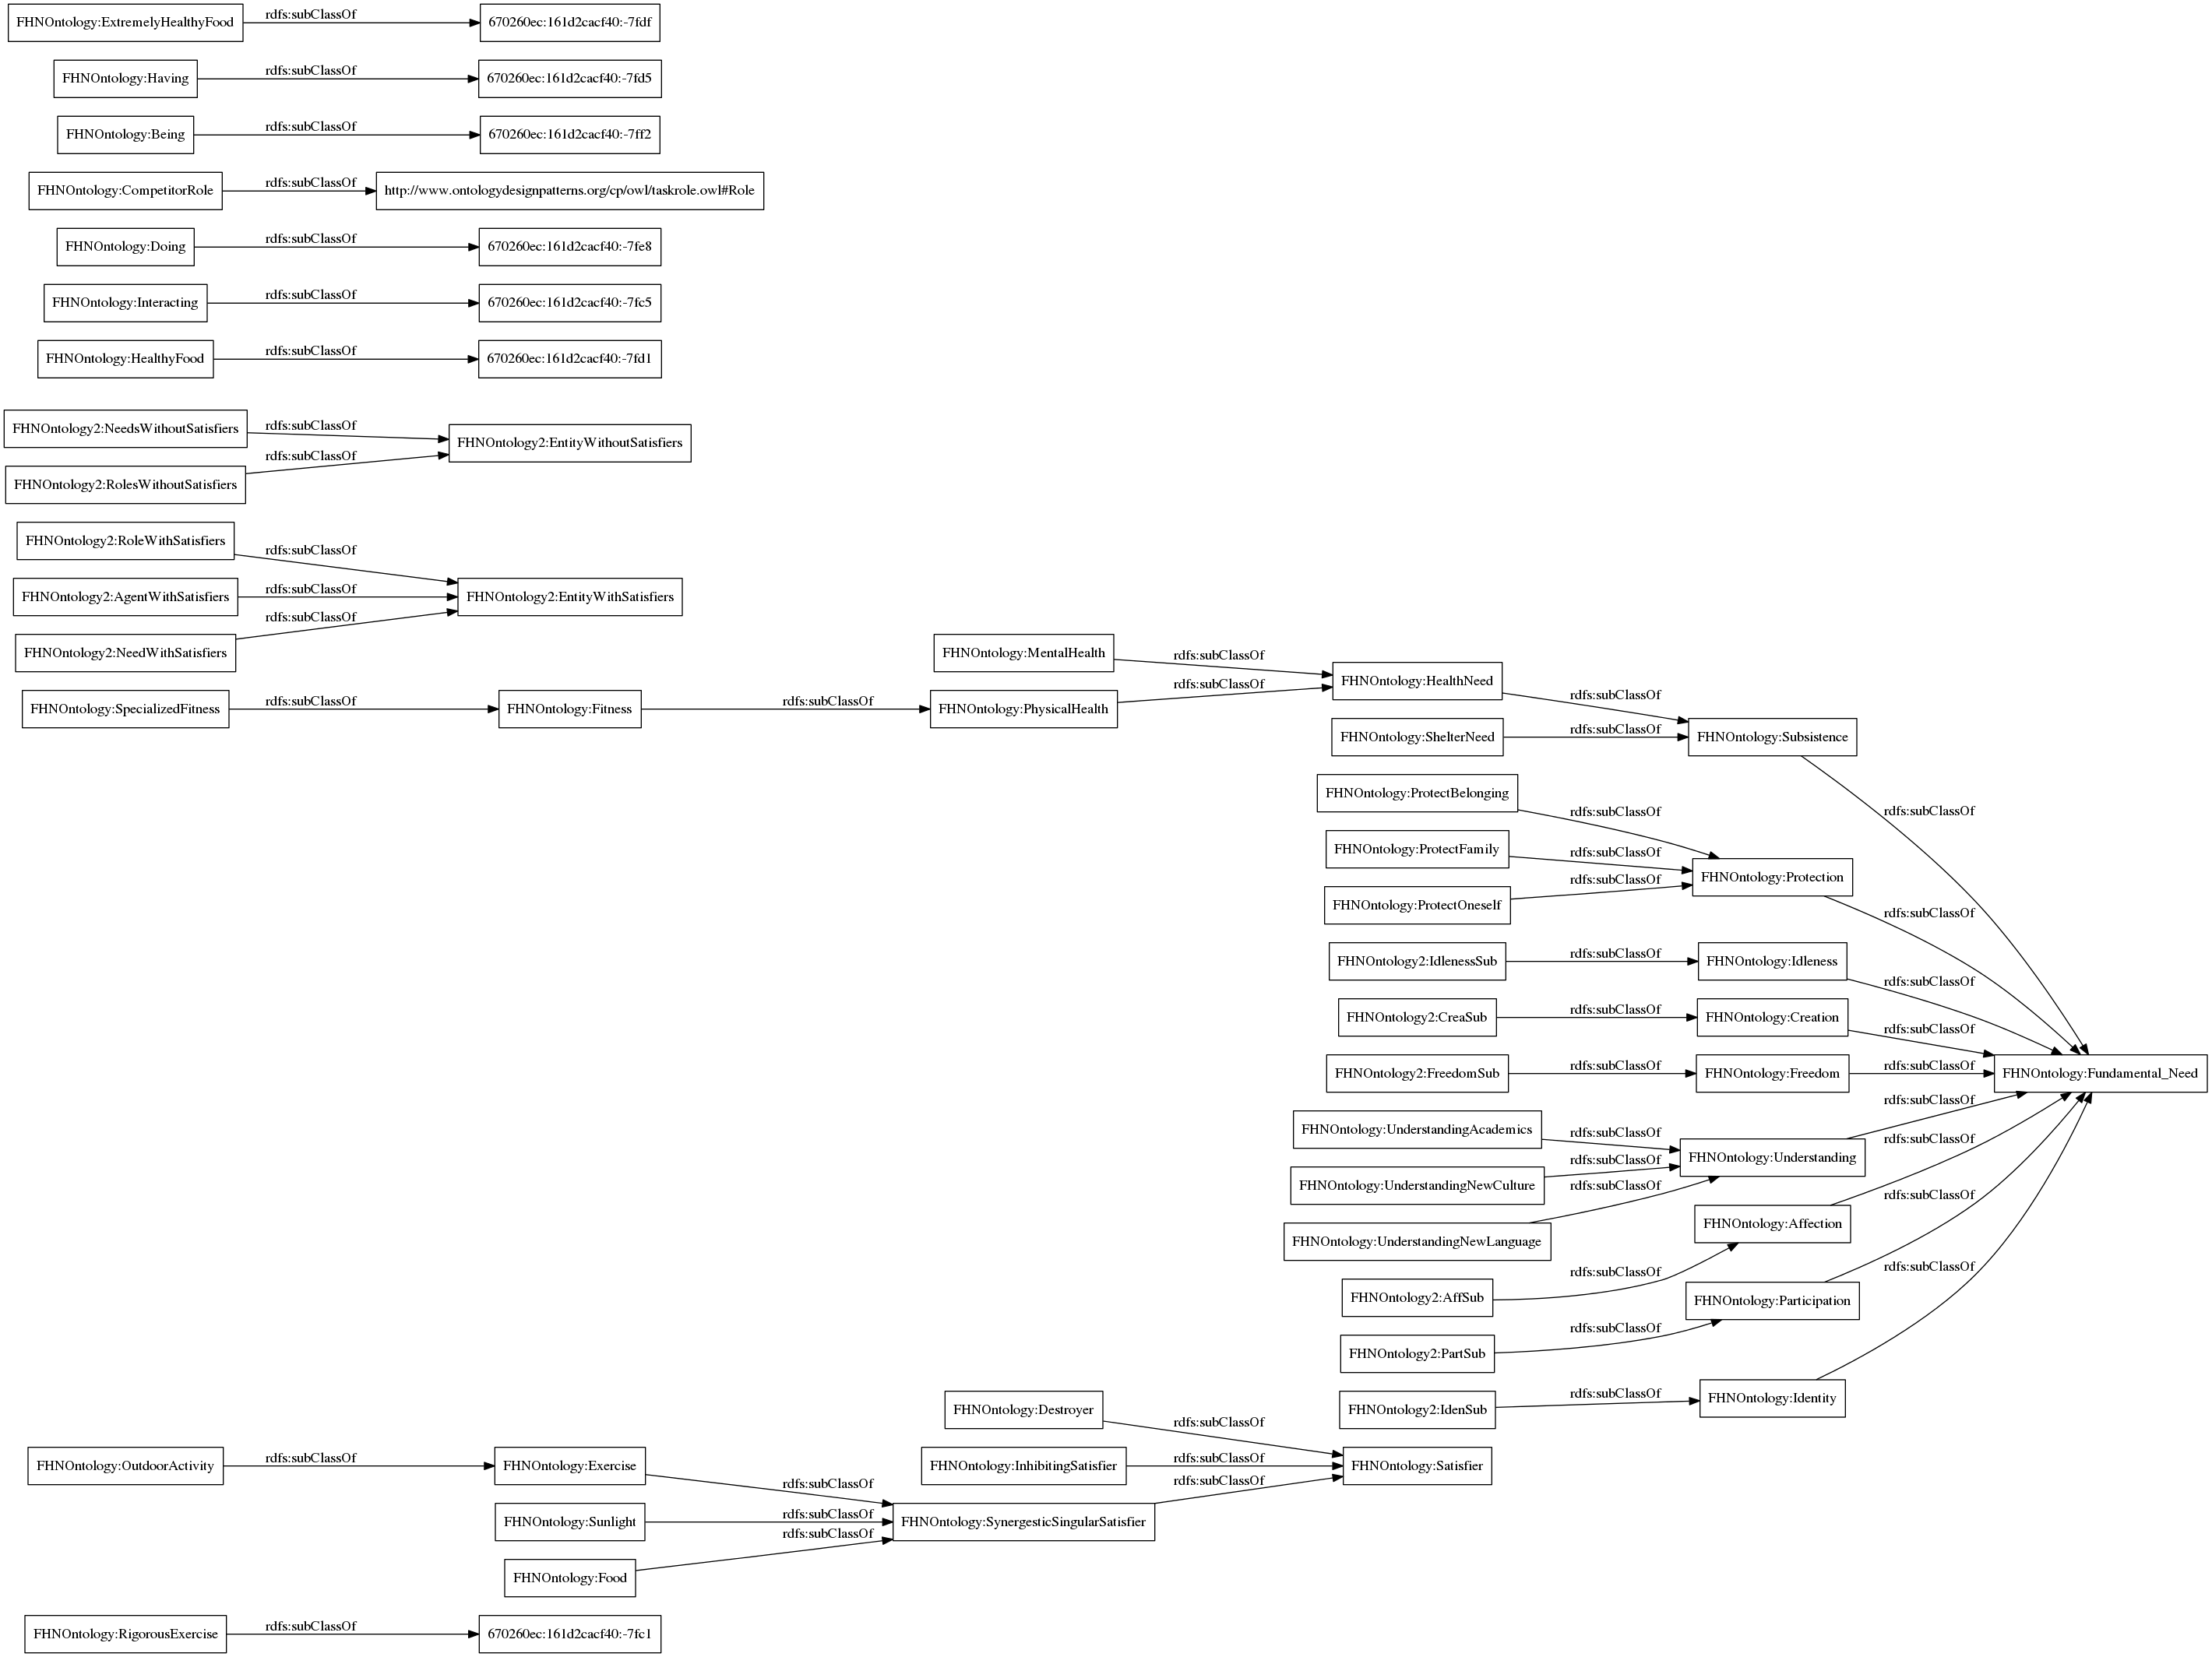 FHNOntology:ExtremelyHealthyFood rdfs:subClassOf 670260ec:161d2cacf40:-7fdf
FHNOntology:Having rdfs:subClassOf 670260ec:161d2cacf40:-7fd5
FHNOntology:Being rdfs:subClassOf 670260ec:161d2cacf40:-7ff2
FHNOntology:CompetitorRole rdfs:subClassOf http://www.ontologydesignpatterns.org/cp/owl/taskrole.owl#Role
FHNOntology:Doing rdfs:subClassOf 670260ec:161d2cacf40:-7fe8
FHNOntology:Interacting rdfs:subClassOf 670260ec:161d2cacf40:-7fc5
FHNOntology:HealthyFood rdfs:subClassOf 670260ec:161d2cacf40:-7fd1
FHNOntology2:NeedsWithoutSatisfiers rdfs:subClassOf
FHNOntology2:EntityWithoutSatisfiers
FHNOntology2:RolesWithoutSatisfiers rdfs:subClassOf
FHNOntology2:RoleWithSatisfiers rdfs:subClassOf
FHNOntology2:AgentWithSatisfiers rdfs:subClassOf FHNOntology2:EntityWithSatisfiers
FHNOntology2:NeedWithSatisfiers rdfs:subClassOf
FHNOntology:MentalHealth rdfs:subClassOf
FHNOntology:HealthNeed rdfs:subClassOf
FHNOntology:SpecializedFitness rdfs:subClassOf FHNOntology:Fitness rdfs:subClassOf FHNOntology:PhysicalHealth rdfs:subClassOf
FHNOntology:ShelterNeed rdfs:subClassOf FHNOntology:Subsistence
rdfs:subClassOf
FHNOntology:ProtectBelonging rdfs:subClassOf
FHNOntology:ProtectFamily rdfs:subClassOf
FHNOntology:Protection
FHNOntology:ProtectOneself rdfs:subClassOf
rdfs:subClassOf
FHNOntology2:IdlenessSub rdfs:subClassOf FHNOntology:Idleness
rdfs:subClassOf
FHNOntology2:CreaSub rdfs:subClassOf FHNOntology:Creation
rdfs:subClassOf
FHNOntology2:FreedomSub rdfs:subClassOf FHNOntology:Freedom rdfs:subClassOf FHNOntology:Fundamental_Need
rdfs:subClassOf
FHNOntology:UnderstandingAcademics rdfs:subClassOf
FHNOntology:Understanding
rdfs:subClassOf
FHNOntology:UnderstandingNewCulture rdfs:subClassOf
rdfs:subClassOf
FHNOntology:UnderstandingNewLanguage
FHNOntology:Affection
rdfs:subClassOf
FHNOntology2:AffSub rdfs:subClassOf
FHNOntology:Participation
rdfs:subClassOf
FHNOntology2:PartSub rdfs:subClassOf
rdfs:subClassOf
FHNOntology2:IdenSub rdfs:subClassOf FHNOntology:Identity
FHNOntology:Destroyer rdfs:subClassOf
FHNOntology:InhibitingSatisfier rdfs:subClassOf FHNOntology:Satisfier
FHNOntology:OutdoorActivity rdfs:subClassOf FHNOntology:Exercise rdfs:subClassOf
FHNOntology:Sunlight rdfs:subClassOf FHNOntology:SynergesticSingularSatisfier rdfs:subClassOf
FHNOntology:Food rdfs:subClassOf
FHNOntology:RigorousExercise rdfs:subClassOf 670260ec:161d2cacf40:-7fc1